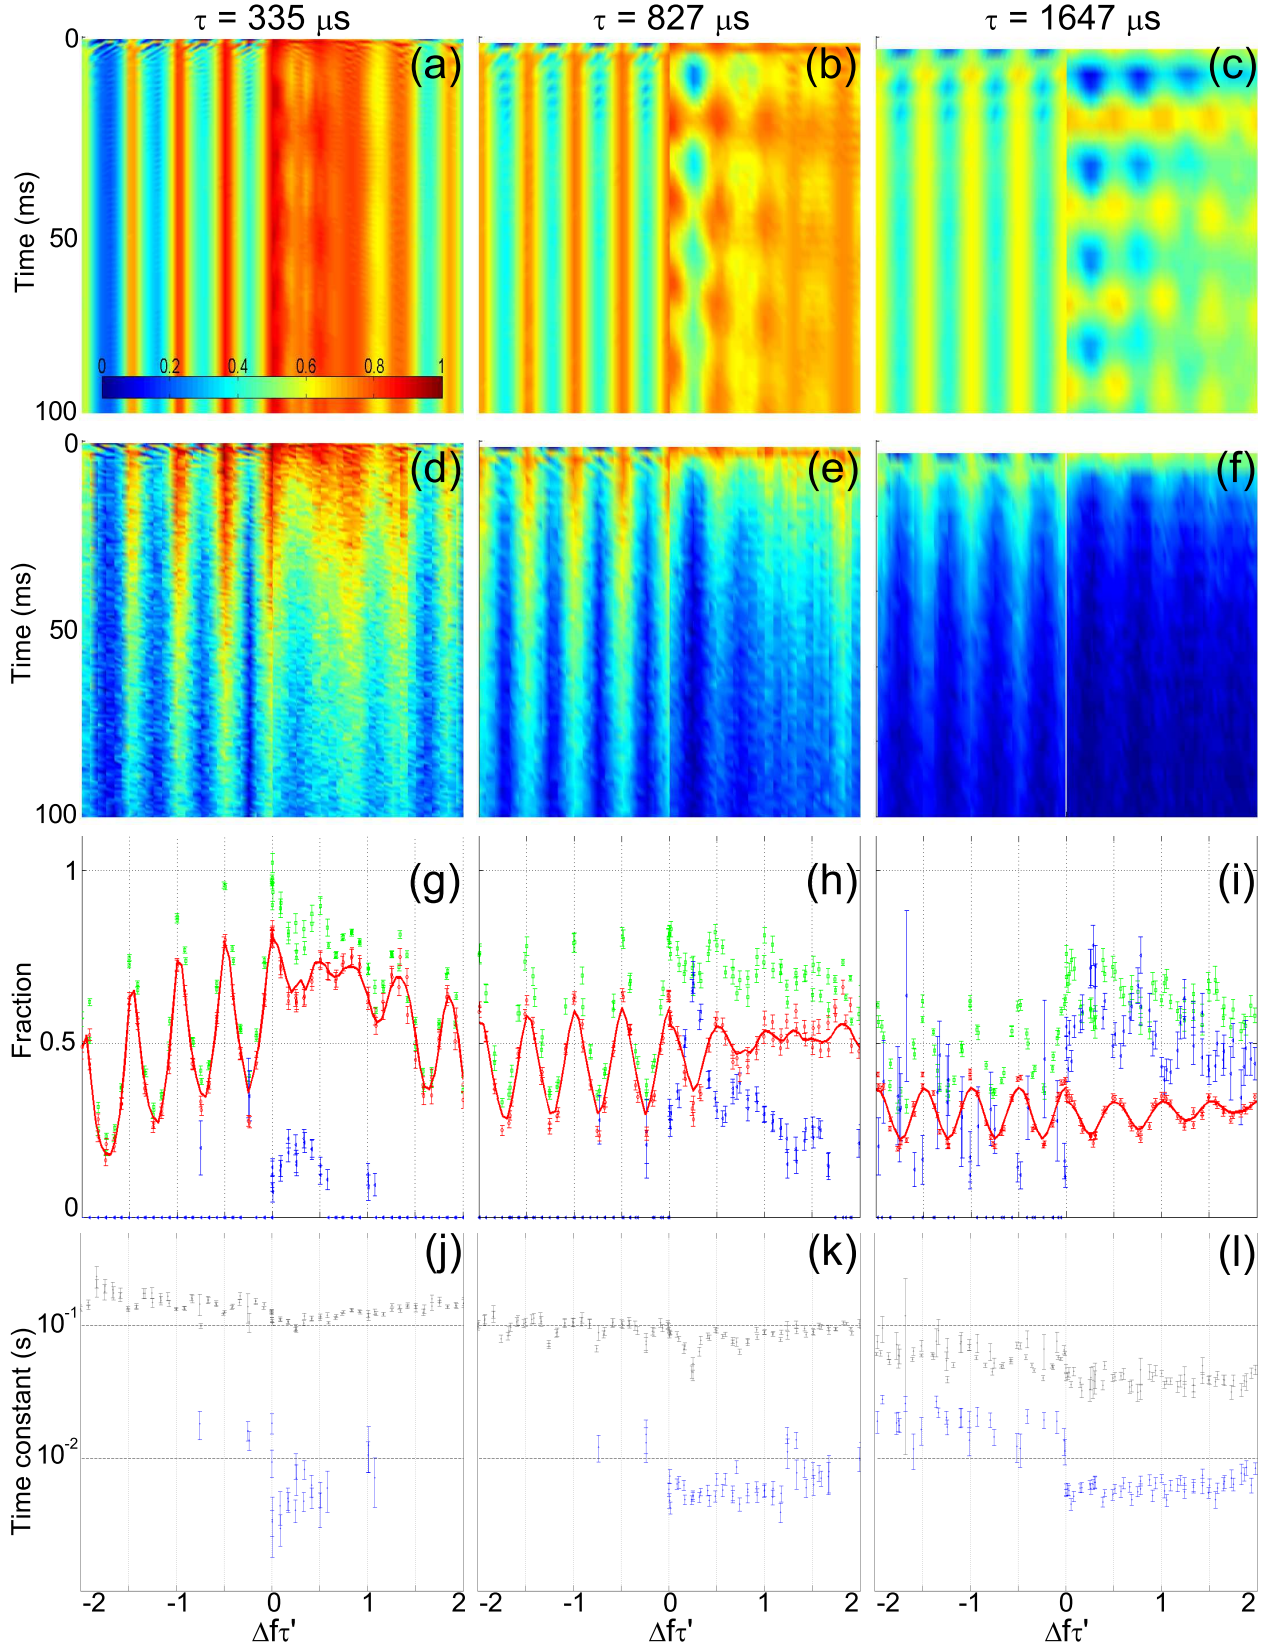 τ = 335 μs τ = 827 μs τ = 1647 μs
0 (a) (b) (c)
Time (ms)
50
0 0.2 0.4 0.6 0.8 1
100
0 (d) (e) (f)
Time (ms)
50
100
1 (g) (h) (i)
Fraction
0.5
0
(j) (k) (l)
Time constant (s)
10-1
10-2
-2 -1 0 1 2 -2 -1 0 1 2 -2 -1 0 1 2
Δfτ' Δfτ' Δfτ'